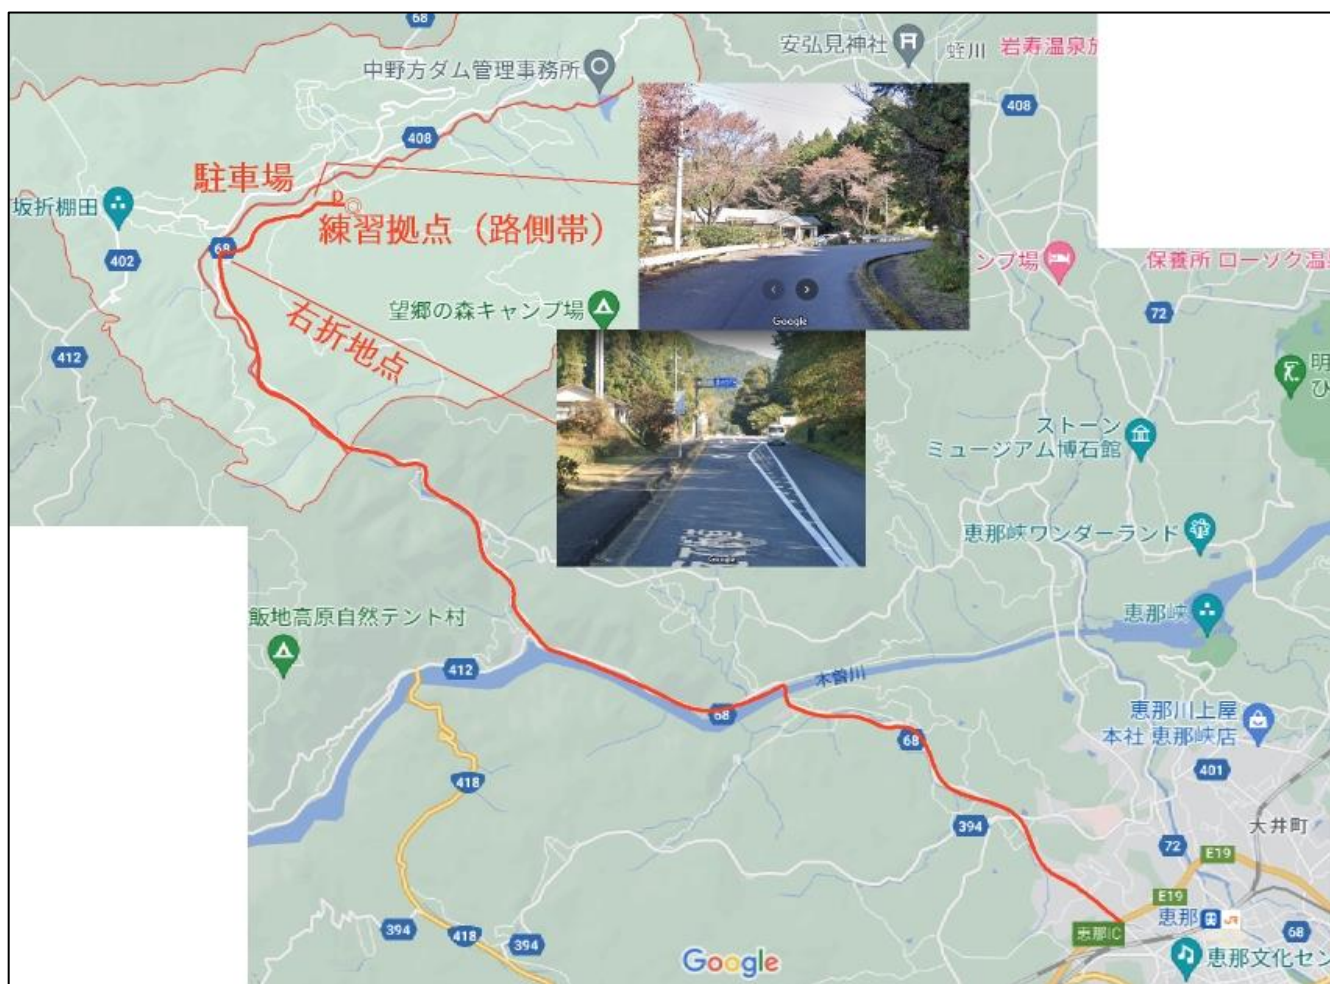 68
安弘見神社
蛭川
岩寿温泉旅
中野方ダム管理事務所
408
408
駐車場
P
坂折棚田
練習拠点（路側帯）
68
402
ンプ場
保養所 ローソク温泉
望郷の森キャンプ場
72
右折地点
412
Google
明
ひ
ストーン
ミュージアム博石館
恵那峡ワンダーランド
Google
飯地高原自然テント村
恵那峡
412
木曽川
68
恵那川上屋
本社 恵那峡店
68
401
418
394
大井町
72
E19
E19
恵那
恵那IC
394
418
394
68
Google
恵那文化セン